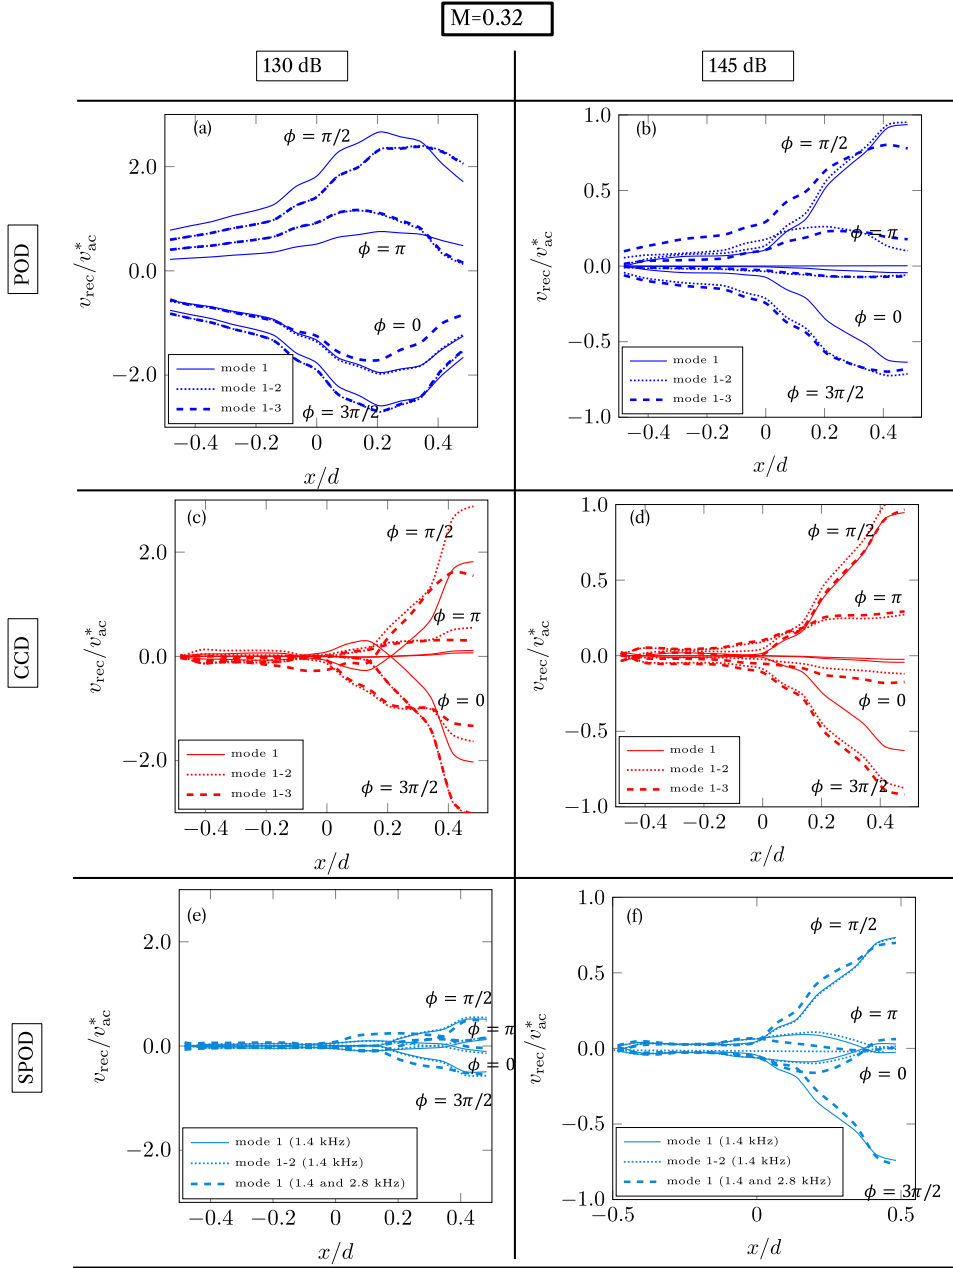 M=0.32
130 dB
145 dB
POD
(a)
ϕ = π/2
ϕ = π
ϕ = 0
ϕ = 3π/2
mode 1
mode 1-2
mode 1-3
2.0
0.0
−2.0
−0.4
−0.2
0
0.2
0.4
x/d
v_rec/v*_ac
(b)
ϕ = π/2
ϕ = π
ϕ = 0
ϕ = 3π/2
mode 1
mode 1-2
mode 1-3
1.0
0.5
0.0
−0.5
−1.0
−0.4
−0.2
0
0.2
0.4
x/d
v_rec/v*_ac
CCD
(c)
ϕ = π/2
ϕ = π
ϕ = 0
ϕ = 3π/2
mode 1
mode 1-2
mode 1-3
2.0
0.0
−2.0
−0.4
−0.2
0
0.2
0.4
x/d
v_rec/v*_ac
(d)
ϕ = π/2
ϕ = π
ϕ = 0
ϕ = 3π/2
mode 1
mode 1-2
mode 1-3
1.0
0.5
0.0
−0.5
−1.0
−0.4
−0.2
0
0.2
0.4
x/d
v_rec/v*_ac
SPOD
(e)
ϕ = π/2
ϕ = π
ϕ = 0
ϕ = 3π/2
mode 1 (1.4 kHz)
mode 1-2 (1.4 kHz)
mode 1 (1.4 and 2.8 kHz)
2.0
0.0
−2.0
−0.4
−0.2
0
0.2
0.4
x/d
v_rec/v*_ac
(f)
ϕ = π/2
ϕ = π
ϕ = 0
ϕ = 3π/2
mode 1 (1.4 kHz)
mode 1-2 (1.4 kHz)
mode 1 (1.4 and 2.8 kHz)
1.0
0.5
0.0
−0.5
−1.0
−0.5
0.0
0.5
x/d
v_rec/v*_ac